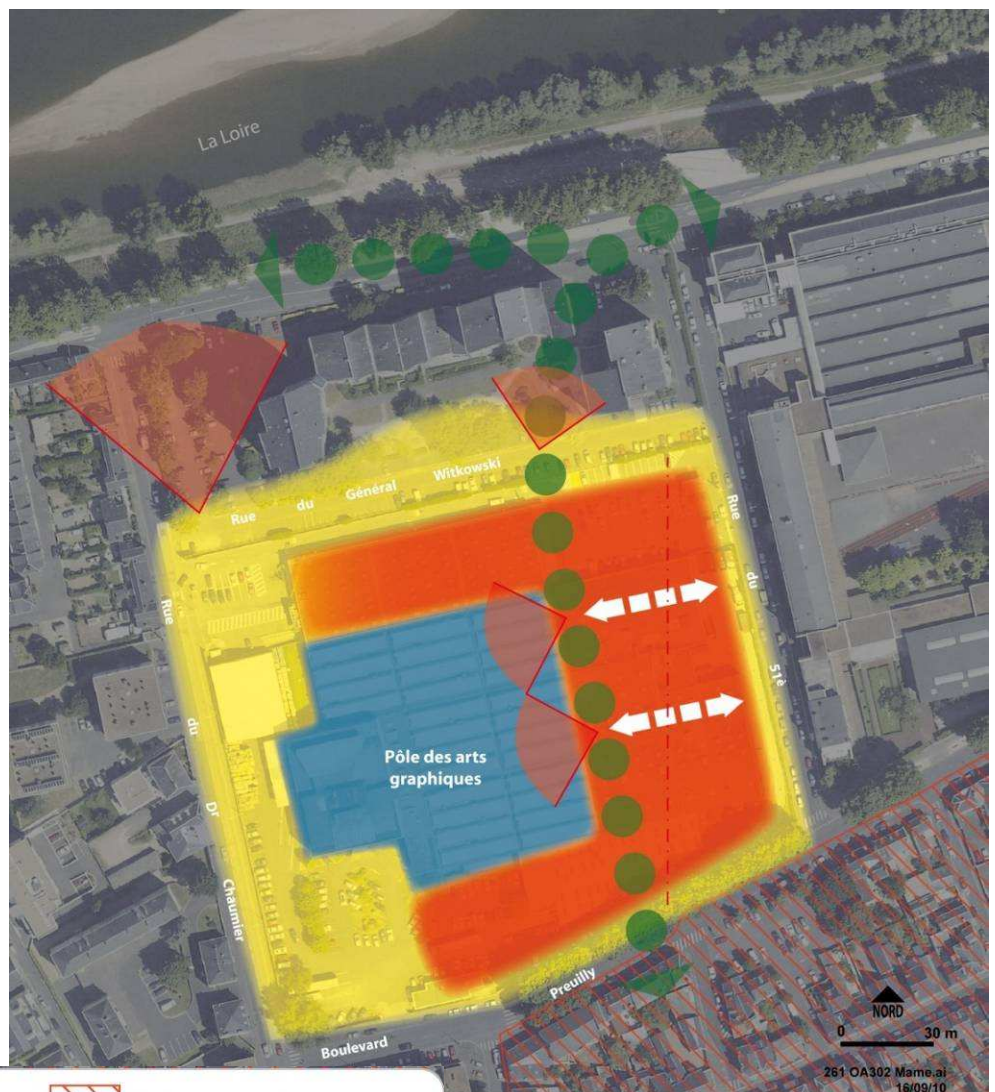 La Loire
Rue du Général Witkowski
Rue du 51è
Rue du Dr Chaumier
Pôle des arts
graphiques
Boulevard Preuilly
NORD
0 30 m
261 OA302 Mame.ai
16/09/10